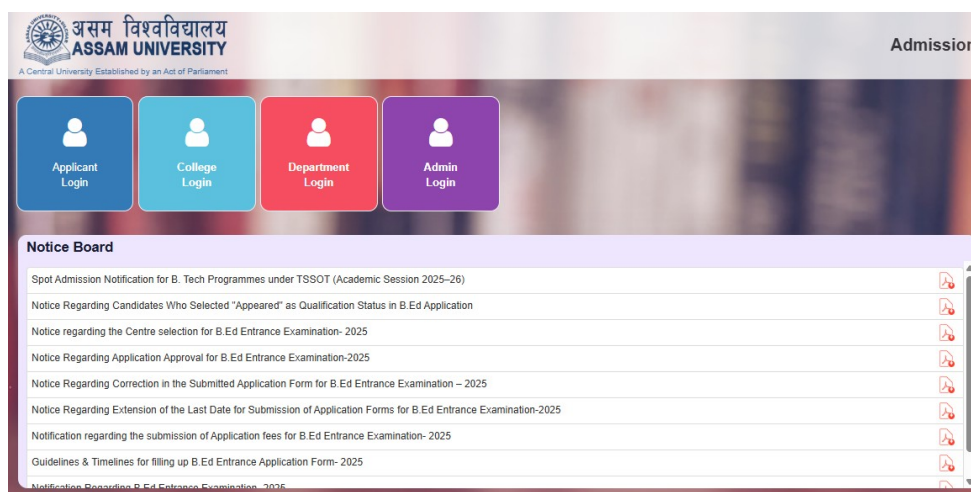 असम विश्वविद्यालय
ASSAM UNIVERSITY
A Central University Established by an Act of Parliament
Admission
Applicant
Login
College
Login
Department
Login
Admin
Login
Notice Board
Spot Admission Notification for B. Tech Programmes under TSSOT (Academic Session 2025–26)
Notice Regarding Candidates Who Selected "Appeared" as Qualification Status in B.Ed Application
Notice regarding the Centre selection for B.Ed Entrance Examination- 2025
Notice Regarding Application Approval for B.Ed Entrance Examination-2025
Notice Regarding Correction in the Submitted Application Form for B.Ed Entrance Examination – 2025
Notice Regarding Extension of the Last Date for Submission of Application Forms for B.Ed Entrance Examination-2025
Notification regarding the submission of Application fees for B.Ed Entrance Examination- 2025
Guidelines & Timelines for filling up B.Ed Entrance Application Form- 2025
Notification Regarding B.Ed Entrance Examination- 2025